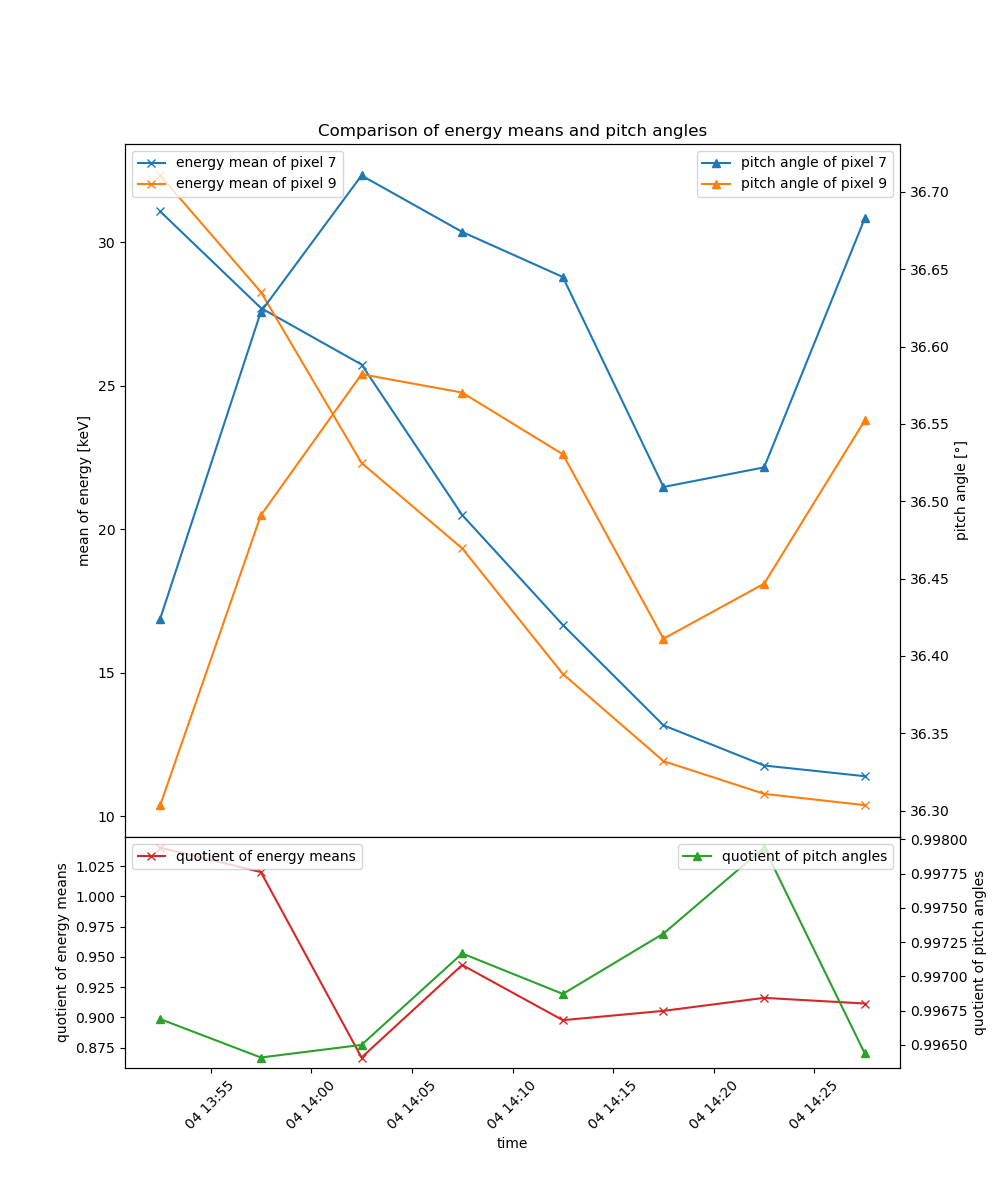 Comparison of energy means and pitch angles
energy mean of pixel 7
energy mean of pixel 9
pitch angle of pixel 7
pitch angle of pixel 9
30
25
20
15
10
mean of energy [keV]
36.70
36.65
36.60
36.55
36.50
36.45
36.40
36.35
36.30
pitch angle [°]
quotient of energy means
quotient of pitch angles
1.025
1.000
0.975
0.950
0.925
0.900
0.875
quotient of energy means
0.99800
0.99775
0.99750
0.99725
0.99700
0.99675
0.99650
quotient of pitch angles
04 13:55
04 14:00
04 14:05
04 14:10
04 14:15
04 14:20
04 14:25
time